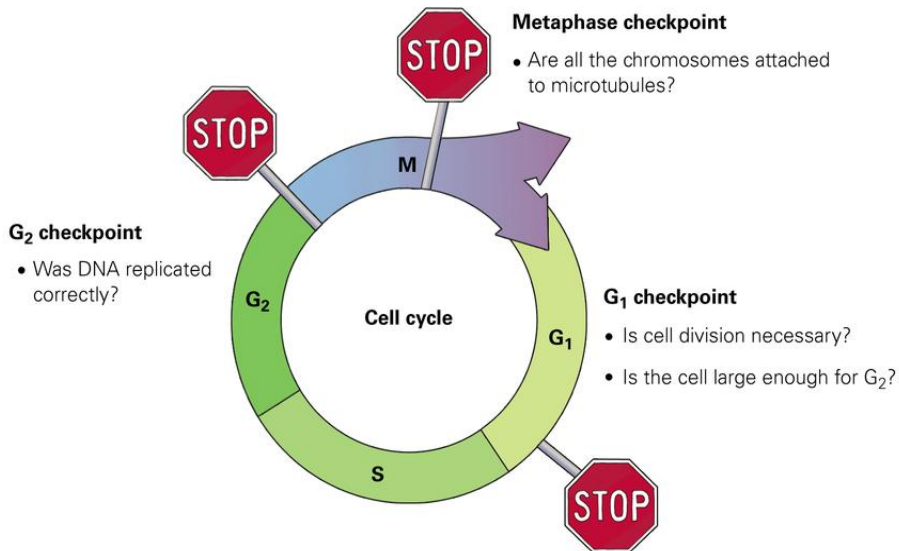 Metaphase checkpoint
• Are all the chromosomes attached
to microtubules?
STOP
STOP
M
G₂ checkpoint
• Was DNA replicated
correctly?
G₂
Cell cycle
G₁
G₁ checkpoint
• Is cell division necessary?
• Is the cell large enough for G₂?
S
STOP